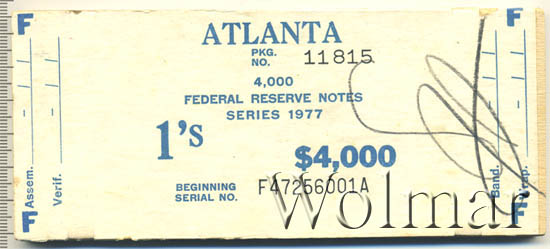 F
F
ATLANTA
PKG.
NO. 11815
4,000
FEDERAL RESERVE NOTES
SERIES 1977
1's
$4,000
BEGINNING
SERIAL NO. F47256001A
Assem.
Verif.
Band.
Wrap.
F
F
Wolmar